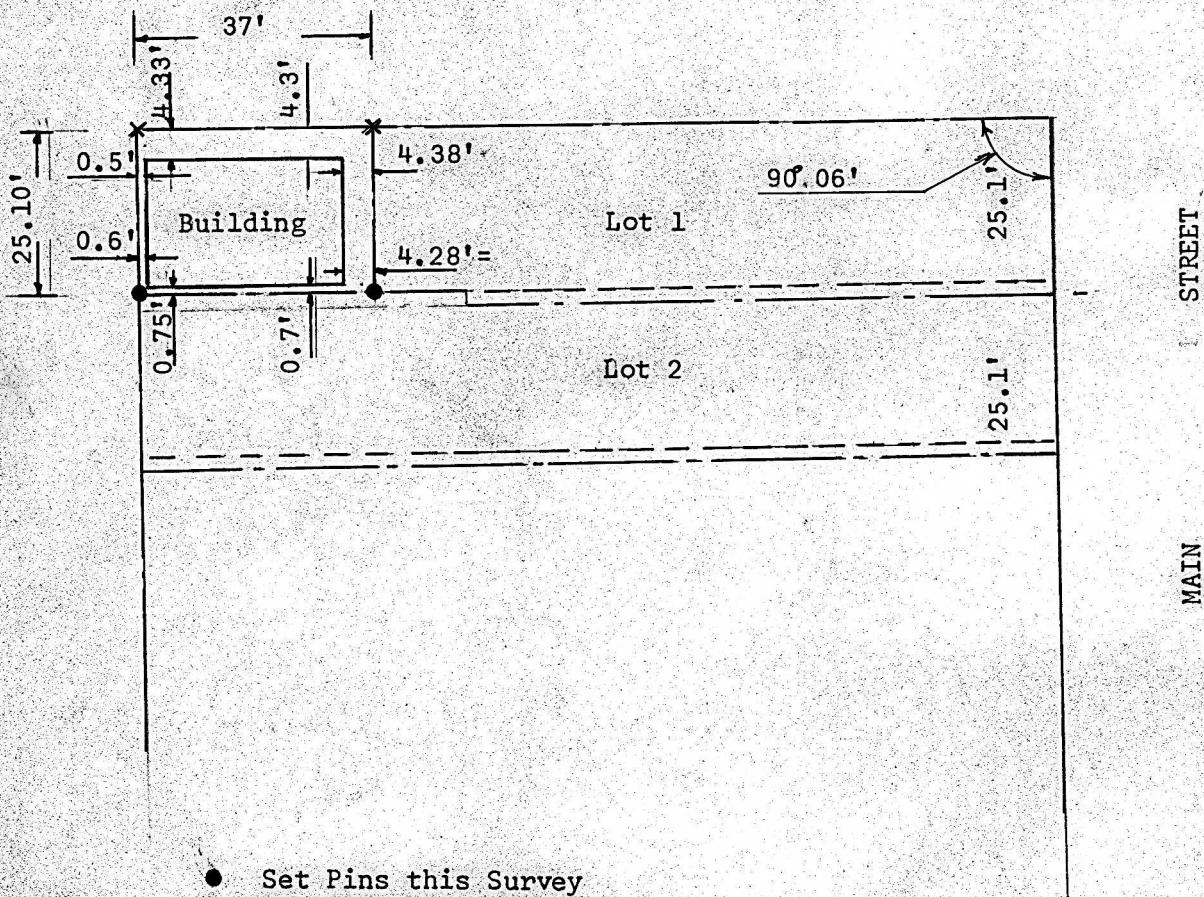 37'
4.33'
4.3'
25.10'
0.5'
4.38'
90°.06'
Building
Lot 1
25.1'
0.6'
4.28'=
STREET
0.75'
0.7'
Lot 2
25.1'
MAIN
Set Pins this Survey